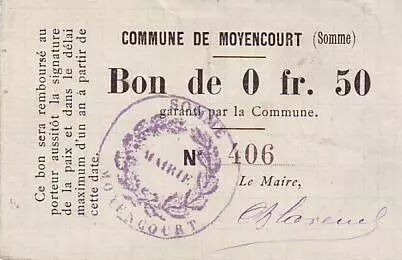 Ce bon sera remboursé au
porteur aussitôt la signature
de la paix et dans le délai
maximum d'un an à partir de
cette date.
COMMUNE DE MOYENCOURT (Somme)
Bon de 0 fr. 50
garanti par la Commune.
N° 406
Le Maire,
SOMME
MAIRIE
MOYENCOURT